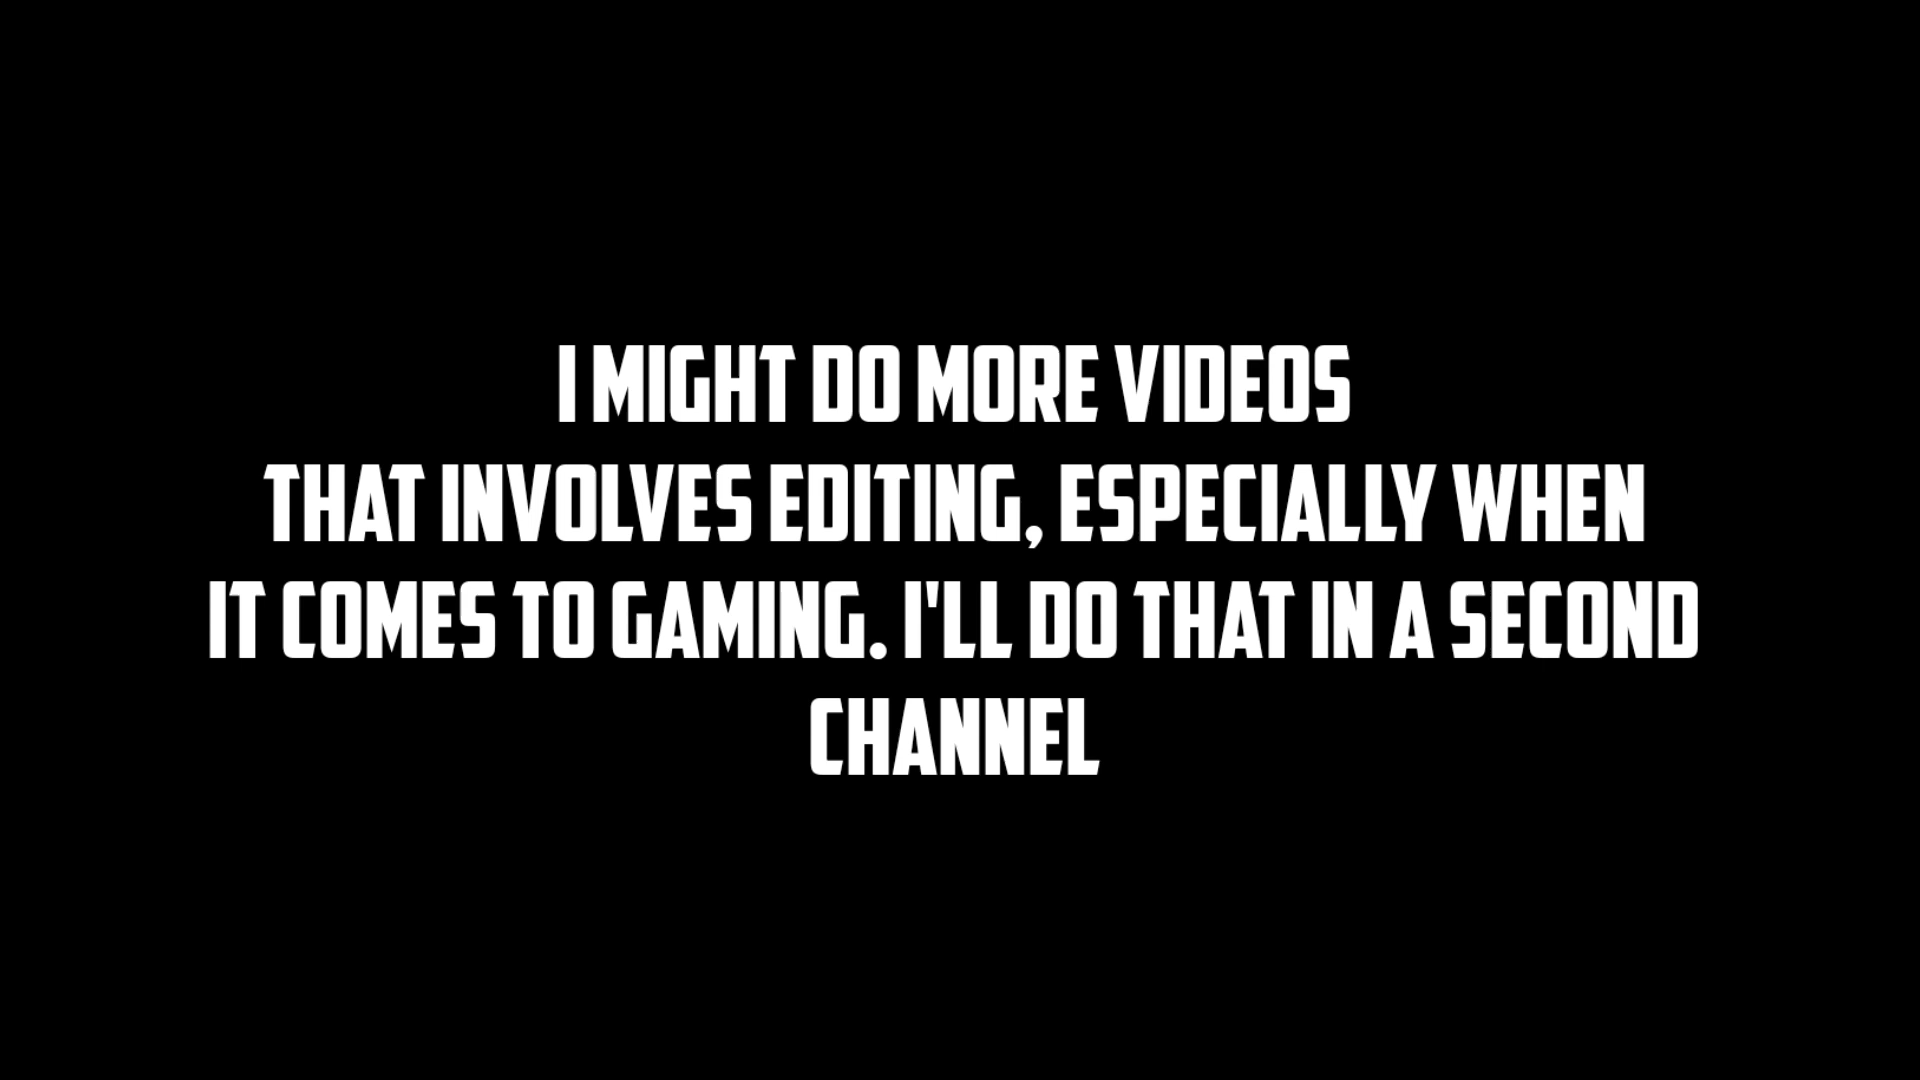 I MIGHT DO MORE VIDEOS
THAT INVOLVES EDITING, ESPECIALLY WHEN
IT COMES TO GAMING. I'LL DO THAT IN A SECOND
CHANNEL